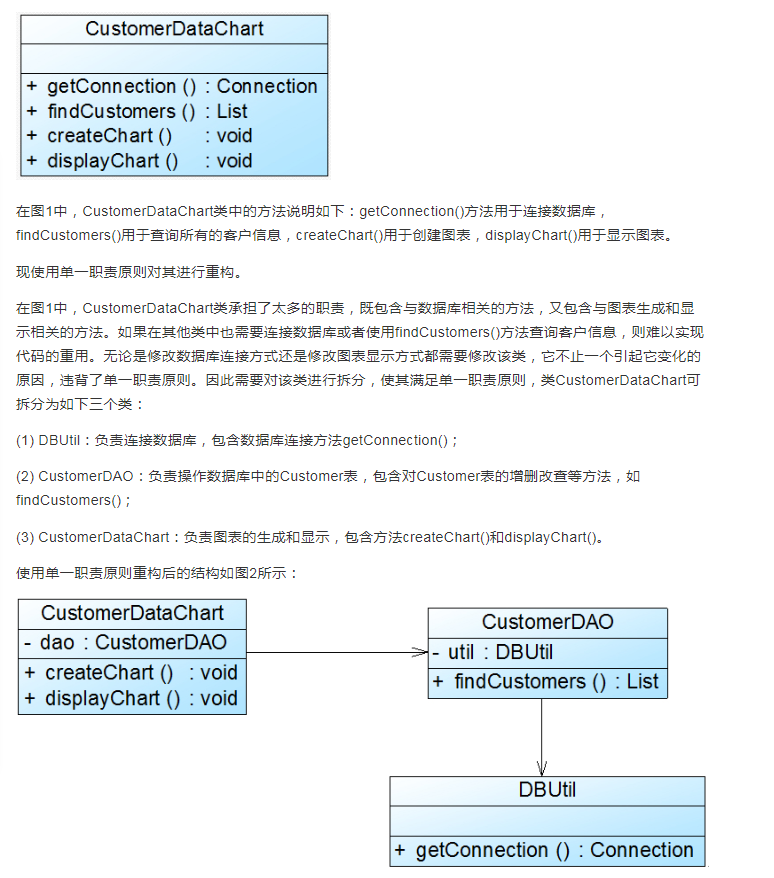 CustomerDataChart
+ getConnection () : Connection
+ findCustomers () : List
+ createChart () : void
+ displayChart () : void
在图1中，CustomerDataChart类中的方法说明如下：getConnection()方法用于连接数据库，
findCustomers()用于查询所有的客户信息，createChart()用于创建图表，displayChart()用于显示图表。
现使用单一职责原则对其进行重构。
在图1中，CustomerDataChart类承担了太多的职责，既包含与数据库相关的方法，又包含与图表生成和显
示相关的方法。如果在其他类中也需要连接数据库或者使用findCustomers()方法查询客户信息，则难以实现
代码的重用。无论是修改数据库连接方式还是修改图表显示方式都需要修改该类，它不止一个引起它变化的
原因，违背了单一职责原则。因此需要对该类进行拆分，使其满足单一职责原则，类CustomerDataChart可
拆分为如下三个类：
(1) DBUtil：负责连接数据库，包含数据库连接方法getConnection()；
(2) CustomerDAO：负责操作数据库中的Customer表，包含对Customer表的增删改查等方法，如
findCustomers()；
(3) CustomerDataChart：负责图表的生成和显示，包含方法createChart()和displayChart()。
使用单一职责原则重构后的结构如图2所示：
CustomerDataChart
- dao : CustomerDAO
+ createChart () : void
+ displayChart () : void
CustomerDAO
- util : DBUtil
+ findCustomers () : List
DBUtil
+ getConnection () : Connection